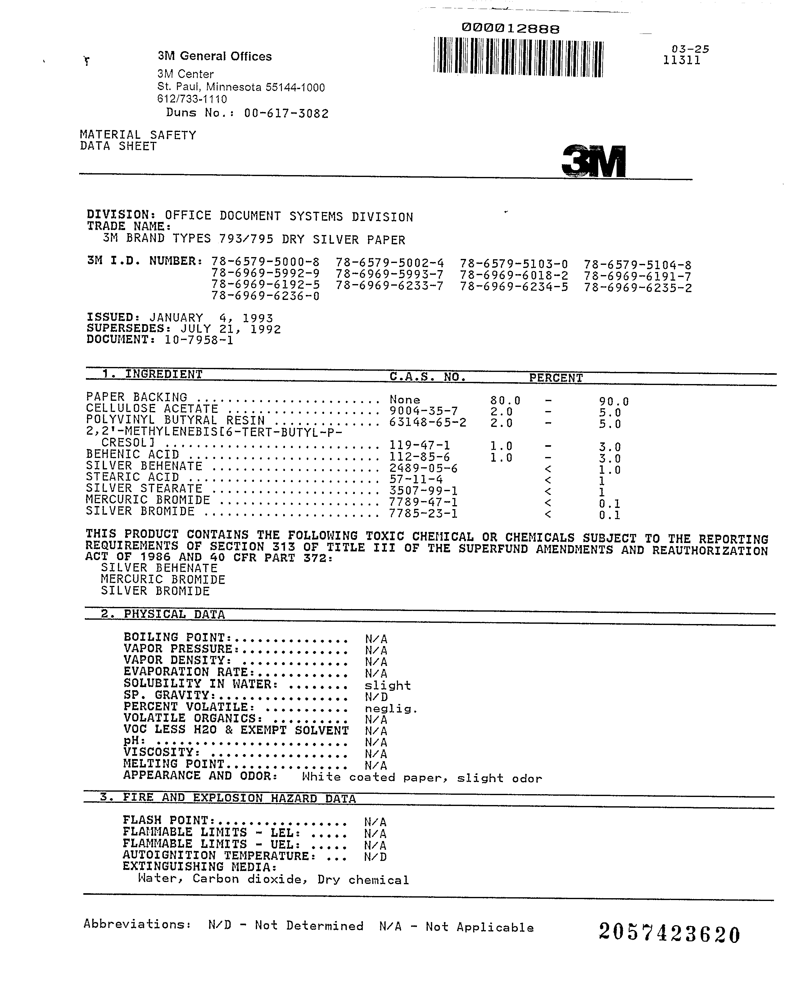 000012888
03-25
11311
3M General Offices
3M Center
St. Paul, Minnesota 55144-1000
612/733-1110
Duns No.: 00-617-3082
MATERIAL SAFETY
DATA SHEET
3M
DIVISION: OFFICE DOCUMENT SYSTEMS DIVISION
TRADE NAME:
3M BRAND TYPES 793/795 DRY SILVER PAPER
3M I.D. NUMBER: 78-6579-5000-8 78-6579-5002-4 78-6579-5103-0 78-6579-5104-8
78-6969-5992-9 78-6969-5993-7 78-6969-6018-2 78-6969-6191-7
78-6969-6192-5 78-6969-6233-7 78-6969-6234-5 78-6969-6235-2
78-6969-6236-0
ISSUED: JANUARY 4, 1993
SUPERSEDES: JULY 21, 1992
DOCUMENT: 10-7958-1
1. INGREDIENT C.A.S. NO. PERCENT
PAPER BACKING ........................ None 80.0 - 90.0
CELLULOSE ACETATE .................... 9004-35-7 2.0 - 5.0
POLYVINYL BUTYRAL RESIN .............. 63148-65-2 2.0 - 5.0
2,2'-METHYLENEBIS[6-TERT-BUTYL-P-
CRESOL] ............................ 119-47-1 1.0 - 3.0
BEHENIC ACID ......................... 112-85-6 1.0 - 3.0
SILVER BEHENATE ...................... 2489-05-6 < 1.0
STEARIC ACID ......................... 57-11-4 < 1
SILVER STEARATE ...................... 3507-99-1 < 1
MERCURIC BROMIDE ..................... 7789-47-1 < 0.1
SILVER BROMIDE ....................... 7785-23-1 < 0.1
THIS PRODUCT CONTAINS THE FOLLOWING TOXIC CHEMICAL OR CHEMICALS SUBJECT TO THE REPORTING
REQUIREMENTS OF SECTION 313 OF TITLE III OF THE SUPERFUND AMENDMENTS AND REAUTHORIZATION
ACT OF 1986 AND 40 CFR PART 372:
SILVER BEHENATE
MERCURIC BROMIDE
SILVER BROMIDE
2. PHYSICAL DATA
BOILING POINT:............... N/A
VAPOR PRESSURE:.............. N/A
VAPOR DENSITY: .............. N/A
EVAPORATION RATE:............ N/A
SOLUBILITY IN WATER: ........ slight
SP. GRAVITY:................. N/D
PERCENT VOLATILE: ........... neglig.
VOLATILE ORGANICS: .......... N/A
VOC LESS H2O & EXEMPT SOLVENT N/A
pH: ......................... N/A
VISCOSITY: .................. N/A
MELTING POINT................ N/A
APPEARANCE AND ODOR: White coated paper, slight odor
3. FIRE AND EXPLOSION HAZARD DATA
FLASH POINT:................. N/A
FLAMMABLE LIMITS - LEL: ..... N/A
FLAMMABLE LIMITS - UEL: ..... N/A
AUTOIGNITION TEMPERATURE: ... N/D
EXTINGUISHING MEDIA:
Water, Carbon dioxide, Dry chemical
Abbreviations: N/D - Not Determined N/A - Not Applicable
2057423620